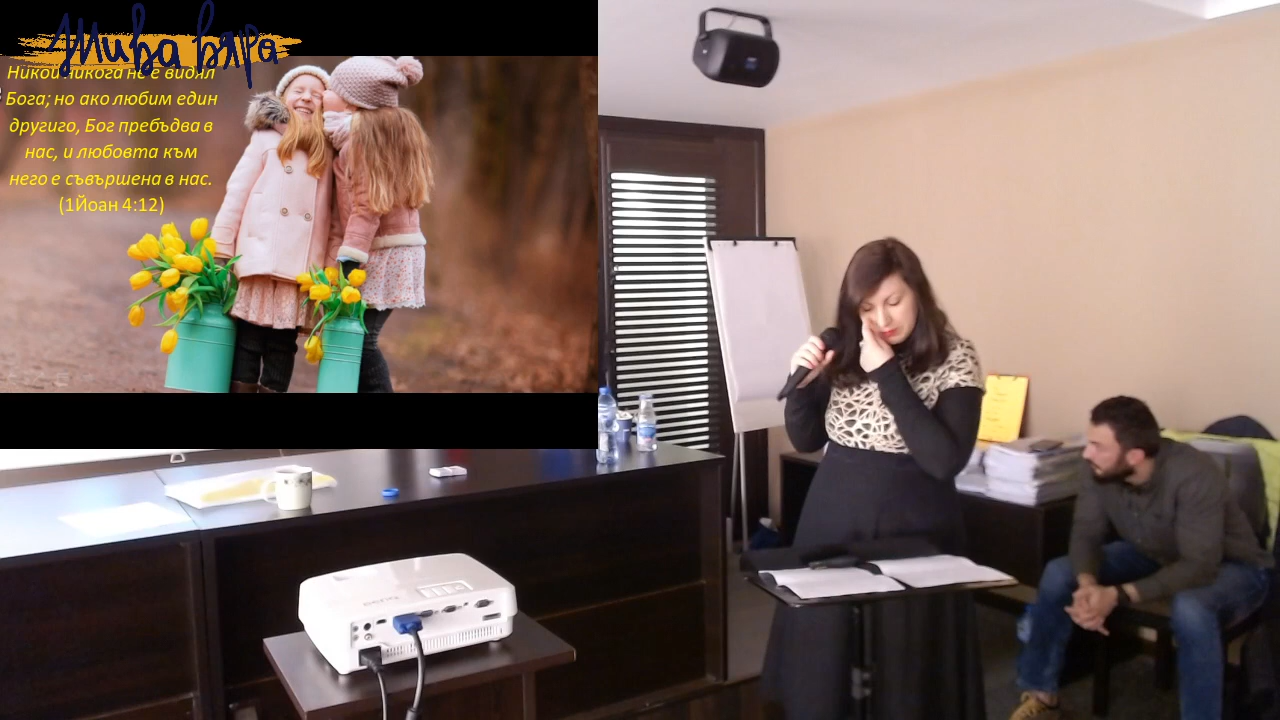 Жива вяра
Никой никога не е видял
Бога; но ако любим един
другиго, Бог пребъдва в
нас, и любовта към
него е съвършена в нас.
(1Йоан 4:12)